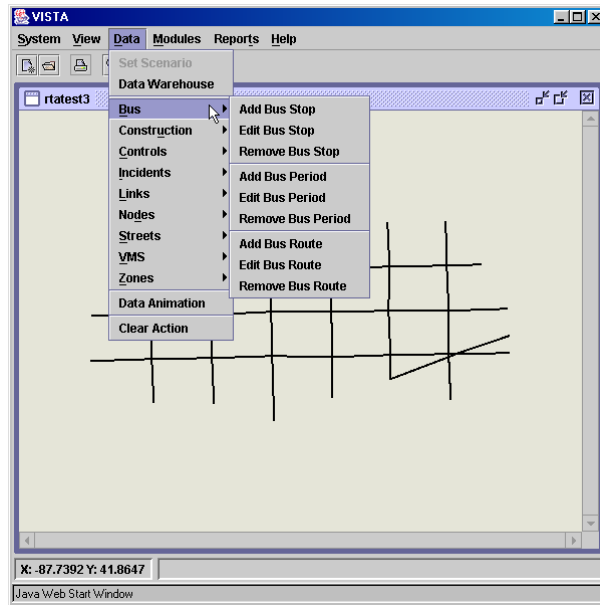 VISTA
System View Data Modules Reports Help
Set Scenario
Data Warehouse
rtatest3
Bus
Construction
Controls
Incidents
Links
Nodes
Streets
VMS
Zones
Data Animation
Clear Action
Add Bus Stop
Edit Bus Stop
Remove Bus Stop
Add Bus Period
Edit Bus Period
Remove Bus Period
Add Bus Route
Edit Bus Route
Remove Bus Route
X: -87.7392 Y: 41.8647
Java Web Start Window